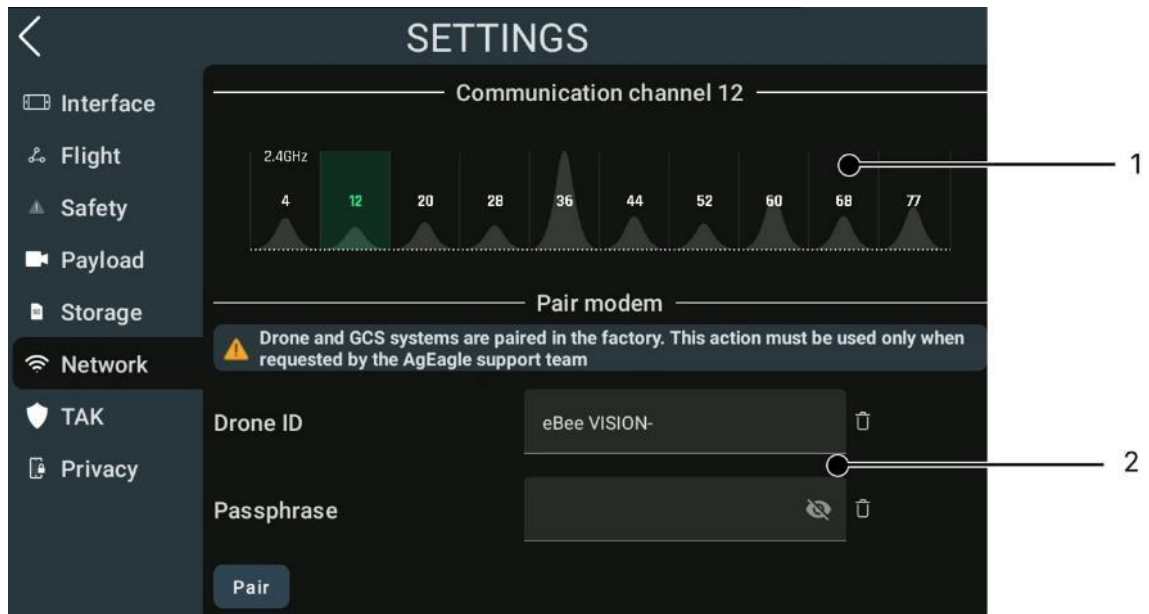 SETTINGS
Interface
Flight
Safety
Payload
Storage
Network
TAK
Privacy
Communication channel 12
2.4GHz
4 12 20 28 36 44 52 60 68 77
Pair modem
Drone and GCS systems are paired in the factory. This action must be used only when
requested by the AgEagle support team
Drone ID eBee VISION-
Passphrase
Pair
1
2